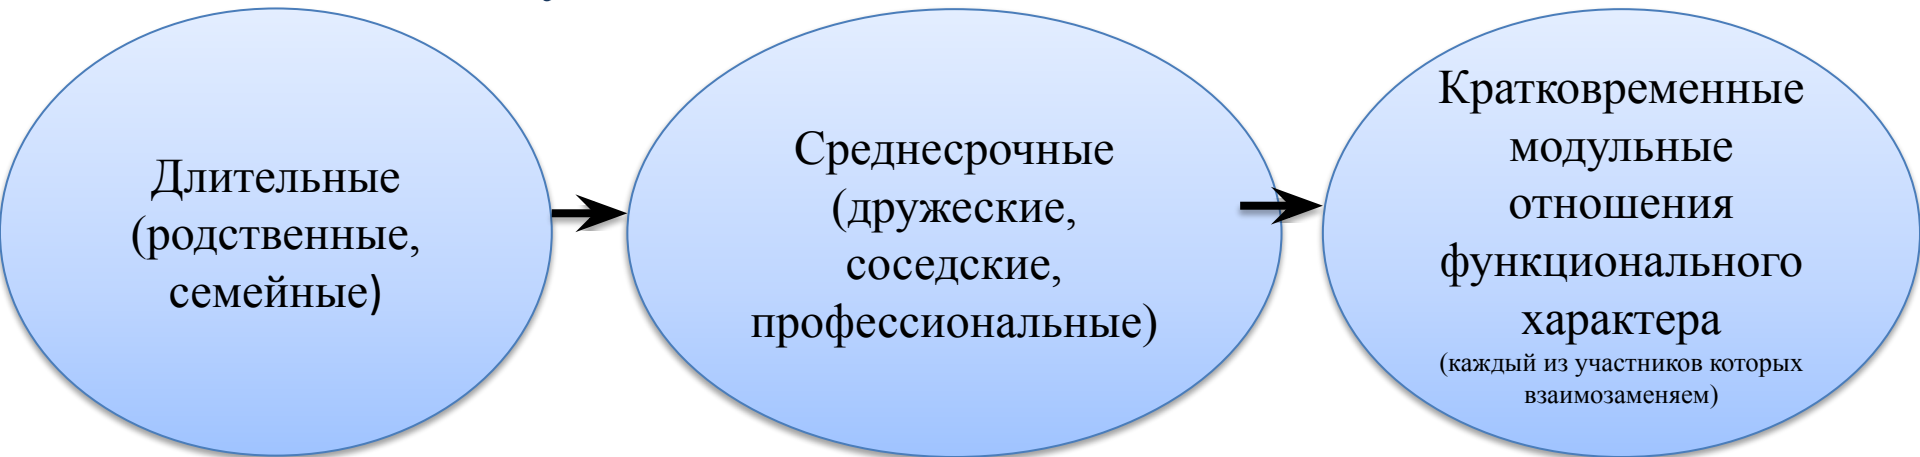 Длительные
(родственные,
семейные)
Среднесрочные
(дружеские,
соседские,
профессиональные)
Кратковременные
модульные
отношения
функционального
характера
(каждый из участников которых
взаимозаменяем)